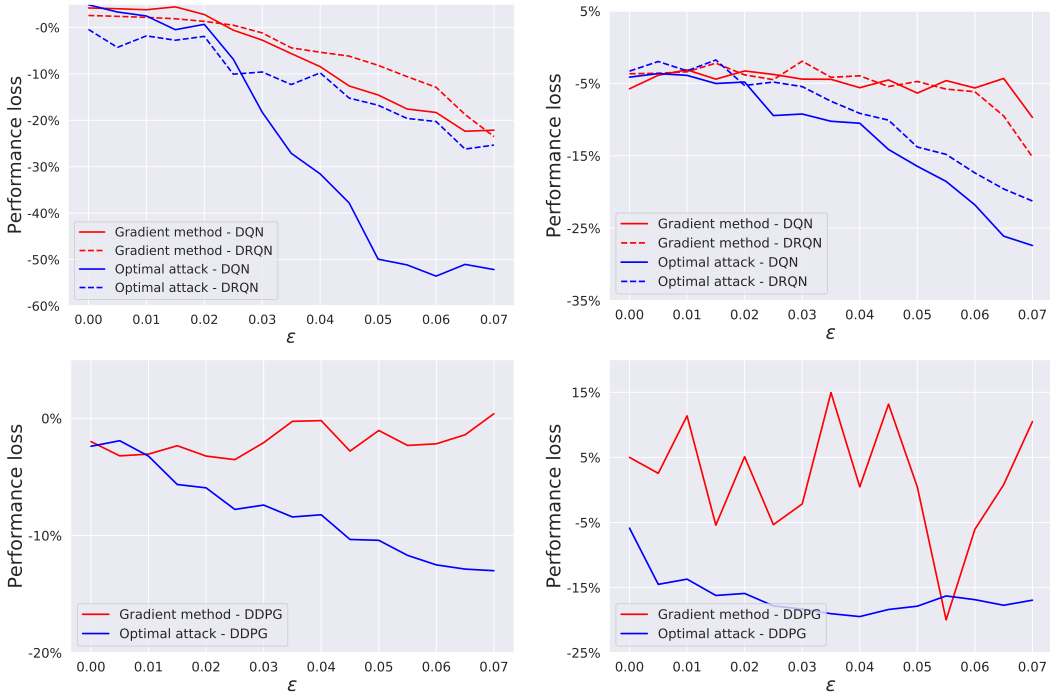 Performance loss
-0%
-10%
-20%
-30%
-40%
-50%
-60%
Gradient method - DQN
Gradient method - DRQN
Optimal attack - DQN
Optimal attack - DRQN
0.00 0.01 0.02 0.03 0.04 0.05 0.06 0.07
ε
Performance loss
5%
-5%
-15%
-25%
-35%
Gradient method - DQN
Gradient method - DRQN
Optimal attack - DQN
Optimal attack - DRQN
0.00 0.01 0.02 0.03 0.04 0.05 0.06 0.07
ε
Performance loss
0%
-10%
-20%
Gradient method - DDPG
Optimal attack - DDPG
0.00 0.01 0.02 0.03 0.04 0.05 0.06 0.07
ε
Performance loss
15%
5%
-5%
-15%
-25%
Gradient method - DDPG
Optimal attack - DDPG
0.00 0.01 0.02 0.03 0.04 0.05 0.06 0.07
ε